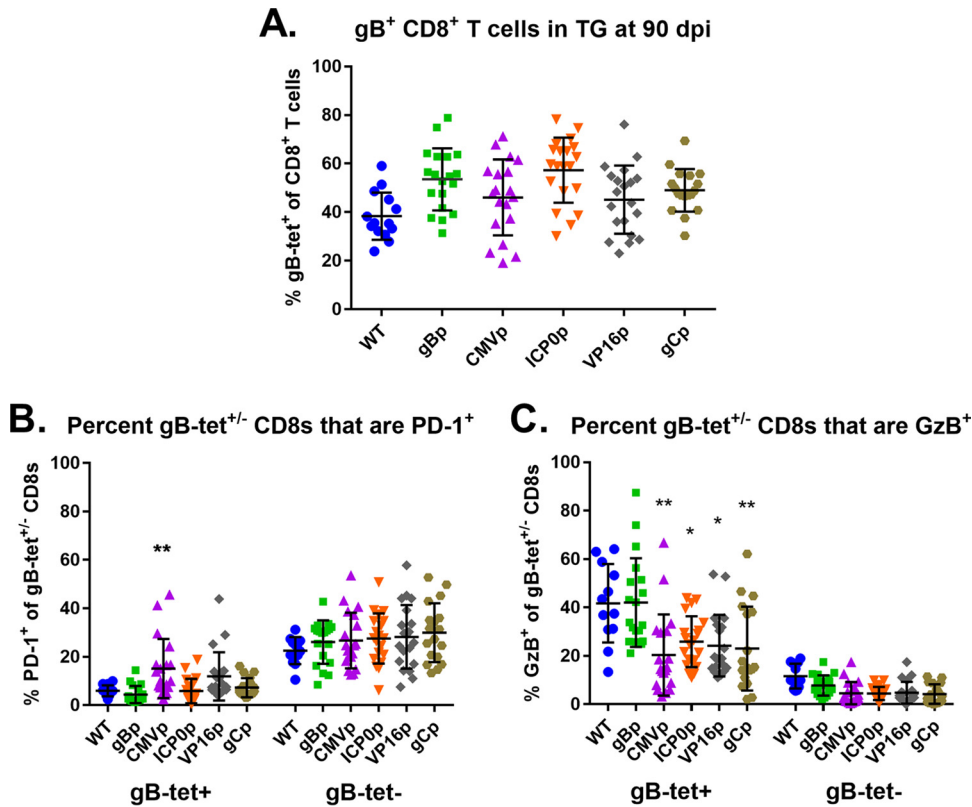 A. gB+ CD8+ T cells in TG at 90 dpi
% gB-tet+ of CD8+ T cells
100
80
60
40
20
0
WT gBp CMVp ICP0p VP16p gCp
B. Percent gB-tet+/- CD8s that are PD-1+
% PD-1+ of gB-tet+/- CD8s
100
80
60
40
20
0
**
WT gBp CMVp ICP0p VP16p gCp WT gBp CMVp ICP0p VP16p gCp
gB-tet+ gB-tet-
C. Percent gB-tet+/- CD8s that are GzB+
% GzB+ of gB-tet+/- CD8s
100
80
60
40
20
0
** * * **
WT gBp CMVp ICP0p VP16p gCp WT gBp CMVp ICP0p VP16p gCp
gB-tet+ gB-tet-